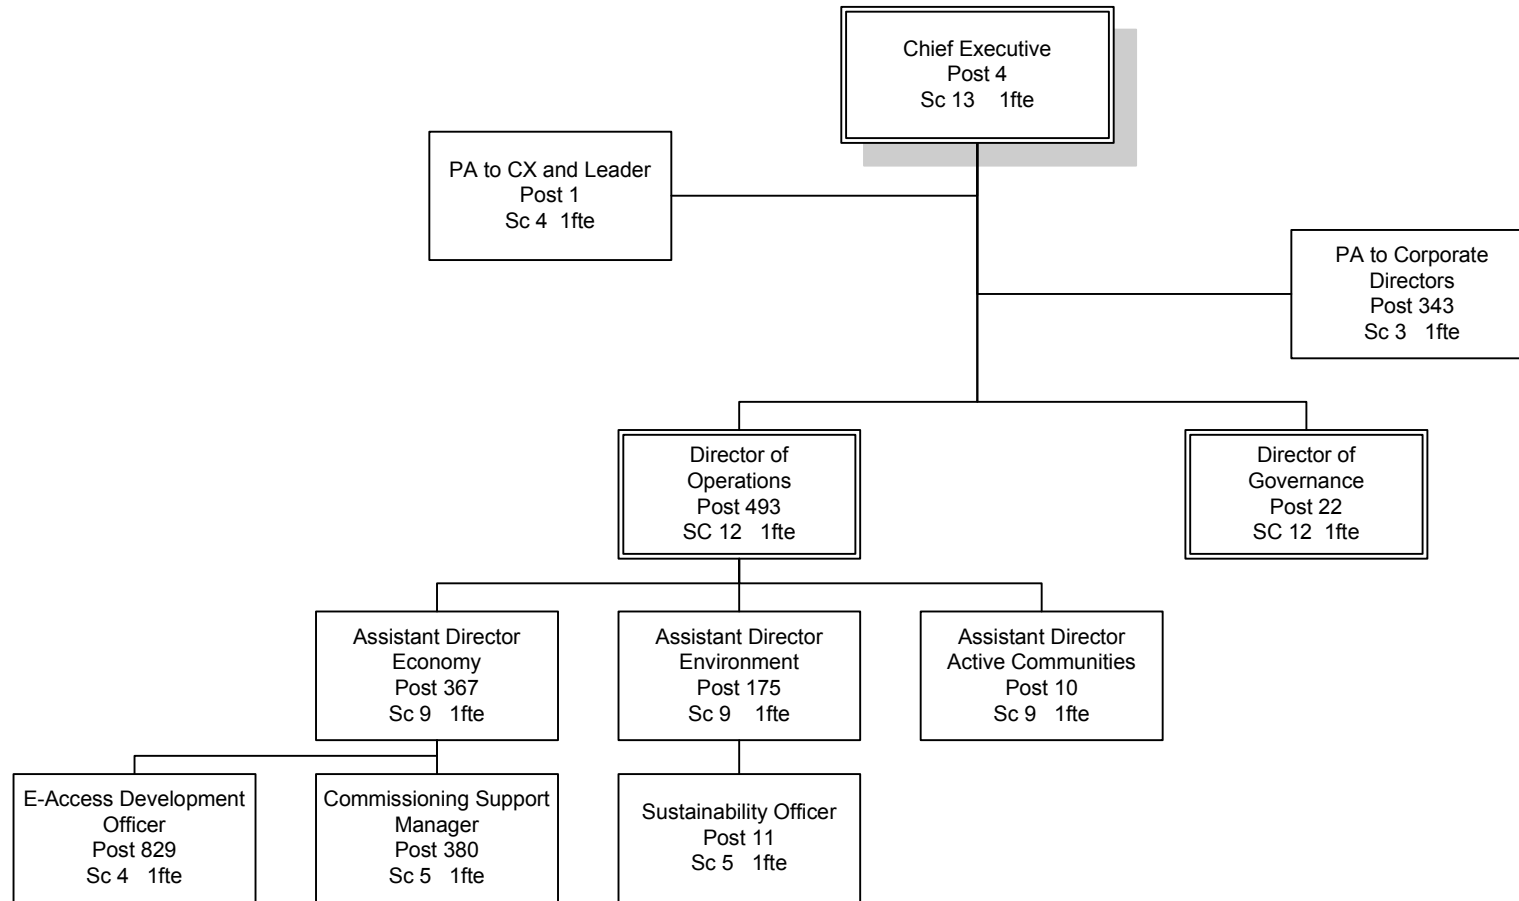 Chief Executive
Post 4
Sc 13 1fte
PA to CX and Leader
Post 1
Sc 4 1fte
PA to Corporate
Directors
Post 343
Sc 3 1fte
Director of
Operations
Post 493
SC 12 1fte
Director of
Governance
Post 22
SC 12 1fte
Assistant Director
Economy
Post 367
Sc 9 1fte
Assistant Director
Environment
Post 175
Sc 9 1fte
Assistant Director
Active Communities
Post 10
Sc 9 1fte
E-Access Development
Officer
Post 829
Sc 4 1fte
Commissioning Support
Manager
Post 380
Sc 5 1fte
Sustainability Officer
Post 11
Sc 5 1fte